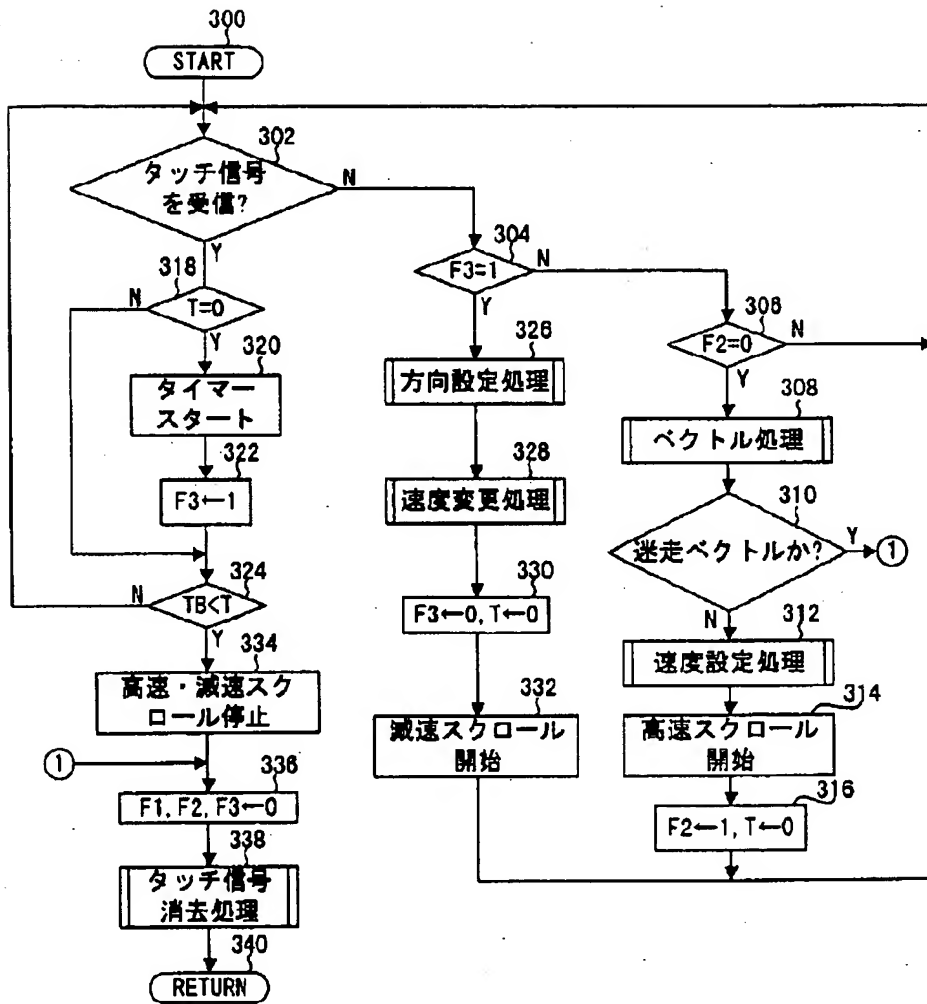 300
START
302
タッチ信号
を受信?
N
Y
318
T=0
N
Y
320
タイマー
スタート
322
F3←1
324
TB<T
N
Y
334
高速・減速スク
ロール停止
①
336
F1, F2, F3←0
338
タッチ信号
消去処理
340
RETURN
304
F3=1
N
Y
326
方向設定処理
328
速度変更処理
330
F3←0, T←0
332
減速スクロール
開始
306
F2=0
N
Y
308
ベクトル処理
310
迷走ベクトルか?
Y
①
N
312
速度設定処理
314
高速スクロール
開始
316
F2←1, T←0